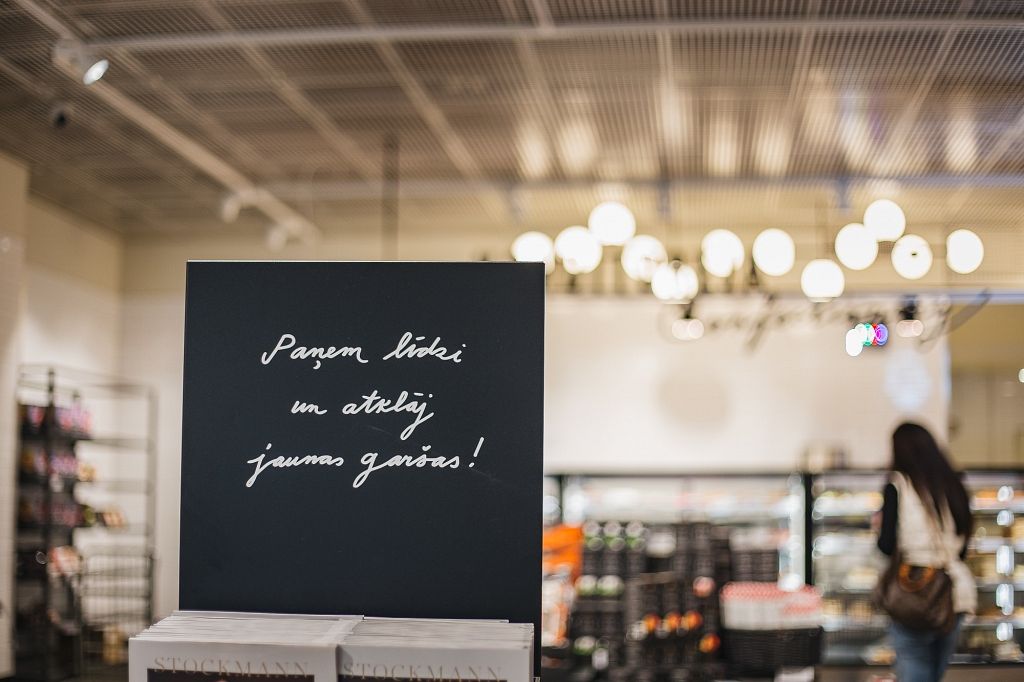 Paņem līdzi
un atklāj
jaunas garšas!
STOCKMANN
STOCKMANN